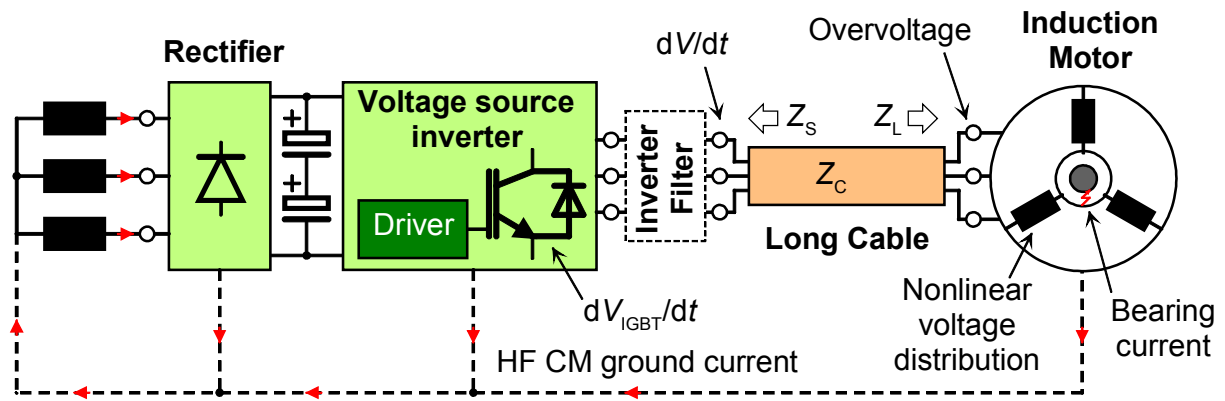 Rectifier
Voltage source
inverter
Driver
+
+
dV_IGBT/dt
Inverter
Filter
dV/dt
Z_S
Z_L
Z_C
Long Cable
Overvoltage
Induction
Motor
Nonlinear
voltage
distribution
Bearing
current
HF CM ground current